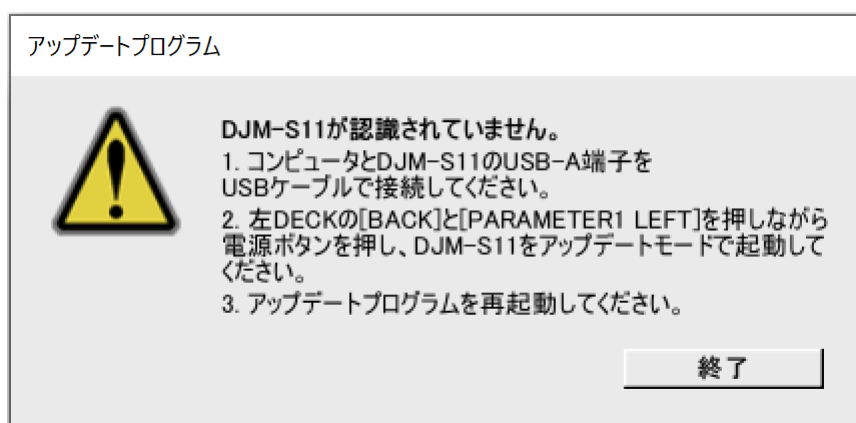 アップデートプログラム
DJM-S11が認識されていません。
1. コンピュータとDJM-S11のUSB-A端子を
USBケーブルで接続してください。
2. 左DECKの[BACK]と[PARAMETER1 LEFT]を押しながら
電源ボタンを押し、DJM-S11をアップデートモードで起動して
ください。
3. アップデートプログラムを再起動してください。
終了